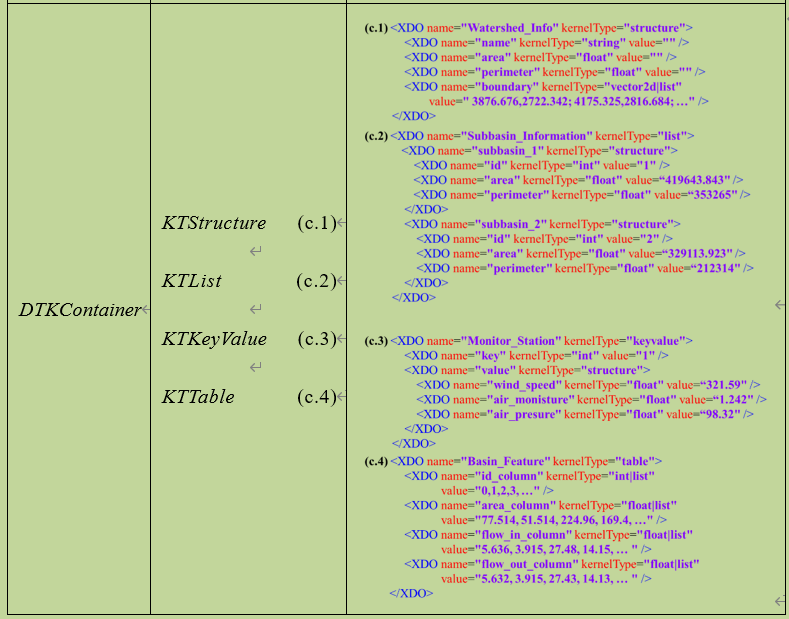 DTKContainer
KTStructure (c.1)
KTList (c.2)
KTKeyValue (c.3)
KTTable (c.4)
(c.1) <XDO name="Watershed_Info" kernelType="structure">
<XDO name="name" kernelType="string" value="" />
<XDO name="area" kernelType="float" value="" />
<XDO name="perimeter" kernelType="float" value="" />
<XDO name="boundary" kernelType="vector2d|list"
value=" 3876.676,2722.342; 4175.325,2816.684; …" />
</XDO>
(c.2) <XDO name="Subbasin_Information" kernelType="list">
<XDO name="subbasin_1" kernelType="structure">
<XDO name="id" kernelType="int" value="1" />
<XDO name="area" kernelType="float" value=“419643.843" />
<XDO name="perimeter" kernelType="float" value=“353265" />
</XDO>
<XDO name="subbasin_2" kernelType="structure">
<XDO name="id" kernelType="int" value="2" />
<XDO name="area" kernelType="float" value=“329113.923" />
<XDO name="perimeter" kernelType="float" value=“212314" />
</XDO>
</XDO>
(c.3) <XDO name="Monitor_Station" kernelType="keyvalue">
<XDO name="key" kernelType="int" value="1" />
<XDO name="value" kernelType="structure">
<XDO name="wind_speed" kernelType="float" value=“321.59" />
<XDO name="air_monisture" kernelType="float" value=“1.242" />
<XDO name="air_presure" kernelType="float" value=“98.32" />
</XDO>
</XDO>
(c.4) <XDO name="Basin_Feature" kernelType="table">
<XDO name="id_column" kernelType="int|list"
value="0,1,2,3, …" />
<XDO name="area_column" kernelType="float|list"
value="77.514, 51.514, 224.96, 169.4, …" />
<XDO name="flow_in_column" kernelType="float|list"
value="5.636, 3.915, 27.48, 14.15, … " />
<XDO name="flow_out_column" kernelType="float|list"
value="5.632, 3.915, 27.43, 14.13, … " />
</XDO>